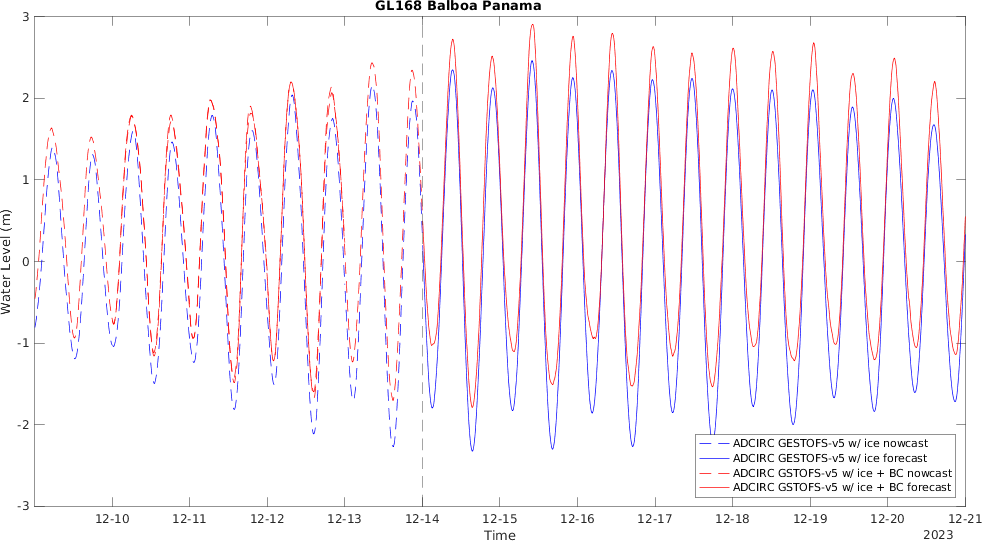 GL168 Balboa Panama
3
2
1
0
-1
-2
-3
Water Level (m)
12-10
12-11
12-12
12-13
12-14
12-15
12-16
12-17
12-18
12-19
12-20
12-21
Time
2023
ADCIRC GESTOFS-v5 w/ ice nowcast
ADCIRC GESTOFS-v5 w/ ice forecast
ADCIRC GSTOFS-v5 w/ ice + BC nowcast
ADCIRC GSTOFS-v5 w/ ice + BC forecast